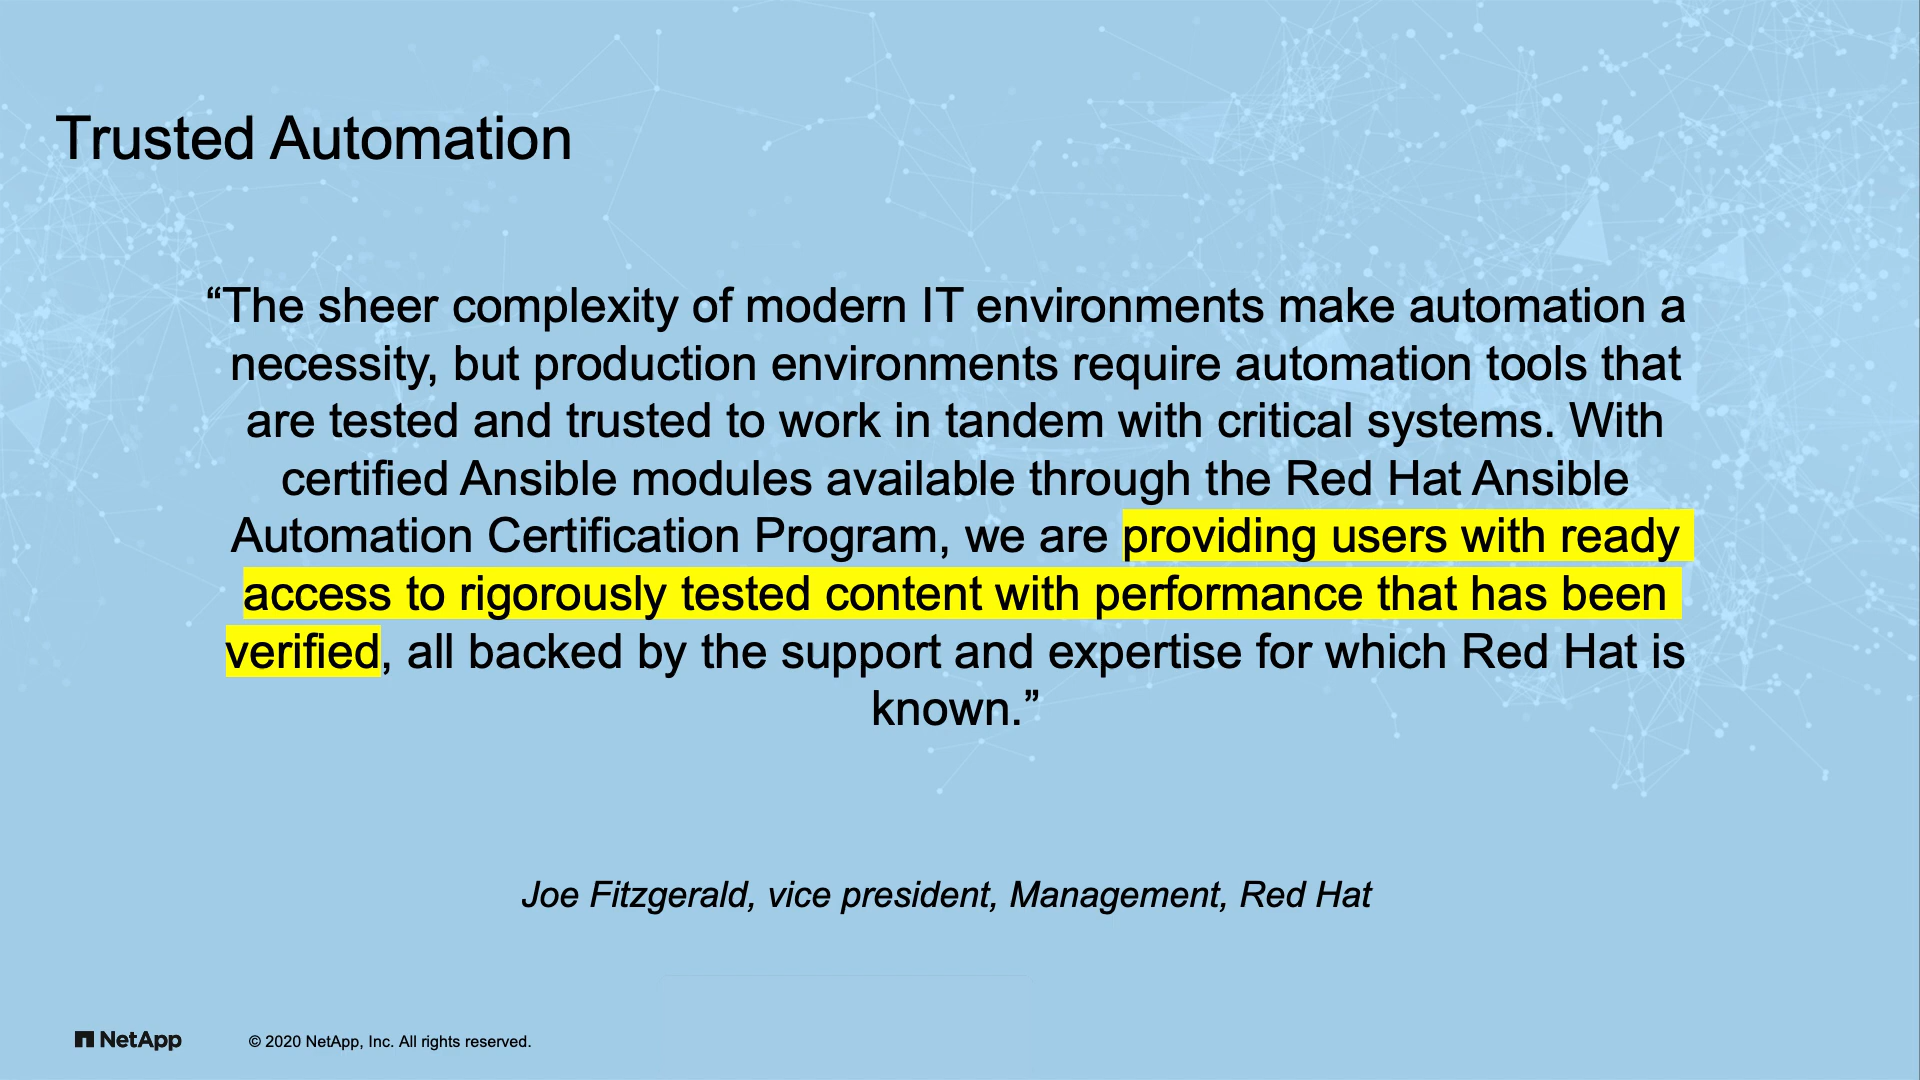 Trusted Automation
“The sheer complexity of modern IT environments make automation a
necessity, but production environments require automation tools that
are tested and trusted to work in tandem with critical systems. With
certified Ansible modules available through the Red Hat Ansible
Automation Certification Program, we are providing users with ready
access to rigorously tested content with performance that has been
verified, all backed by the support and expertise for which Red Hat is
known.”
Joe Fitzgerald, vice president, Management, Red Hat
NetApp
© 2020 NetApp, Inc. All rights reserved.